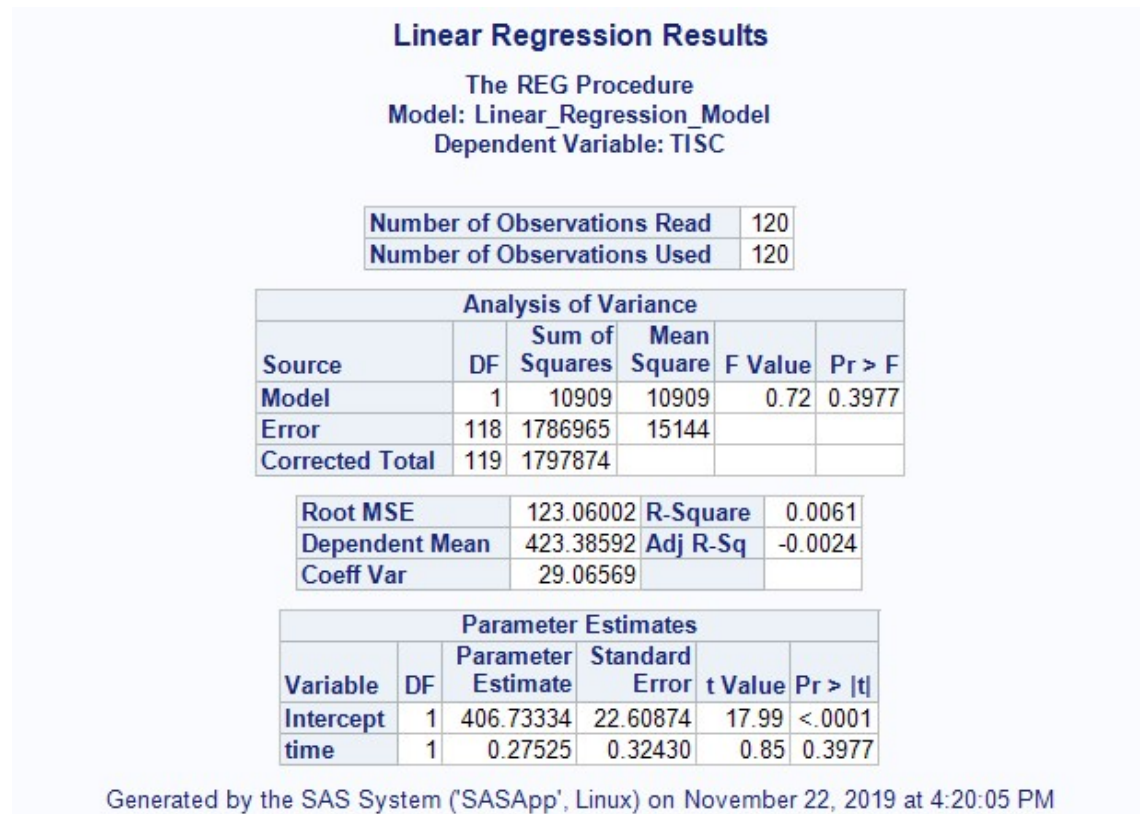 Linear Regression Results
The REG Procedure
Model: Linear_Regression_Model
Dependent Variable: TISC
Number of Observations Read 120
Number of Observations Used 120
Analysis of Variance
Source DF Sum of Squares Mean Square F Value Pr > F
Model 1 10909 10909 0.72 0.3977
Error 118 1786965 15144
Corrected Total 119 1797874
Root MSE 123.06002 R-Square 0.0061
Dependent Mean 423.38592 Adj R-Sq -0.0024
Coeff Var 29.06569
Parameter Estimates
Variable DF Parameter Estimate Standard Error t Value Pr > |t|
Intercept 1 406.73334 22.60874 17.99 <.0001
time 1 0.27525 0.32430 0.85 0.3977
Generated by the SAS System ('SASApp', Linux) on November 22, 2019 at 4:20:05 PM